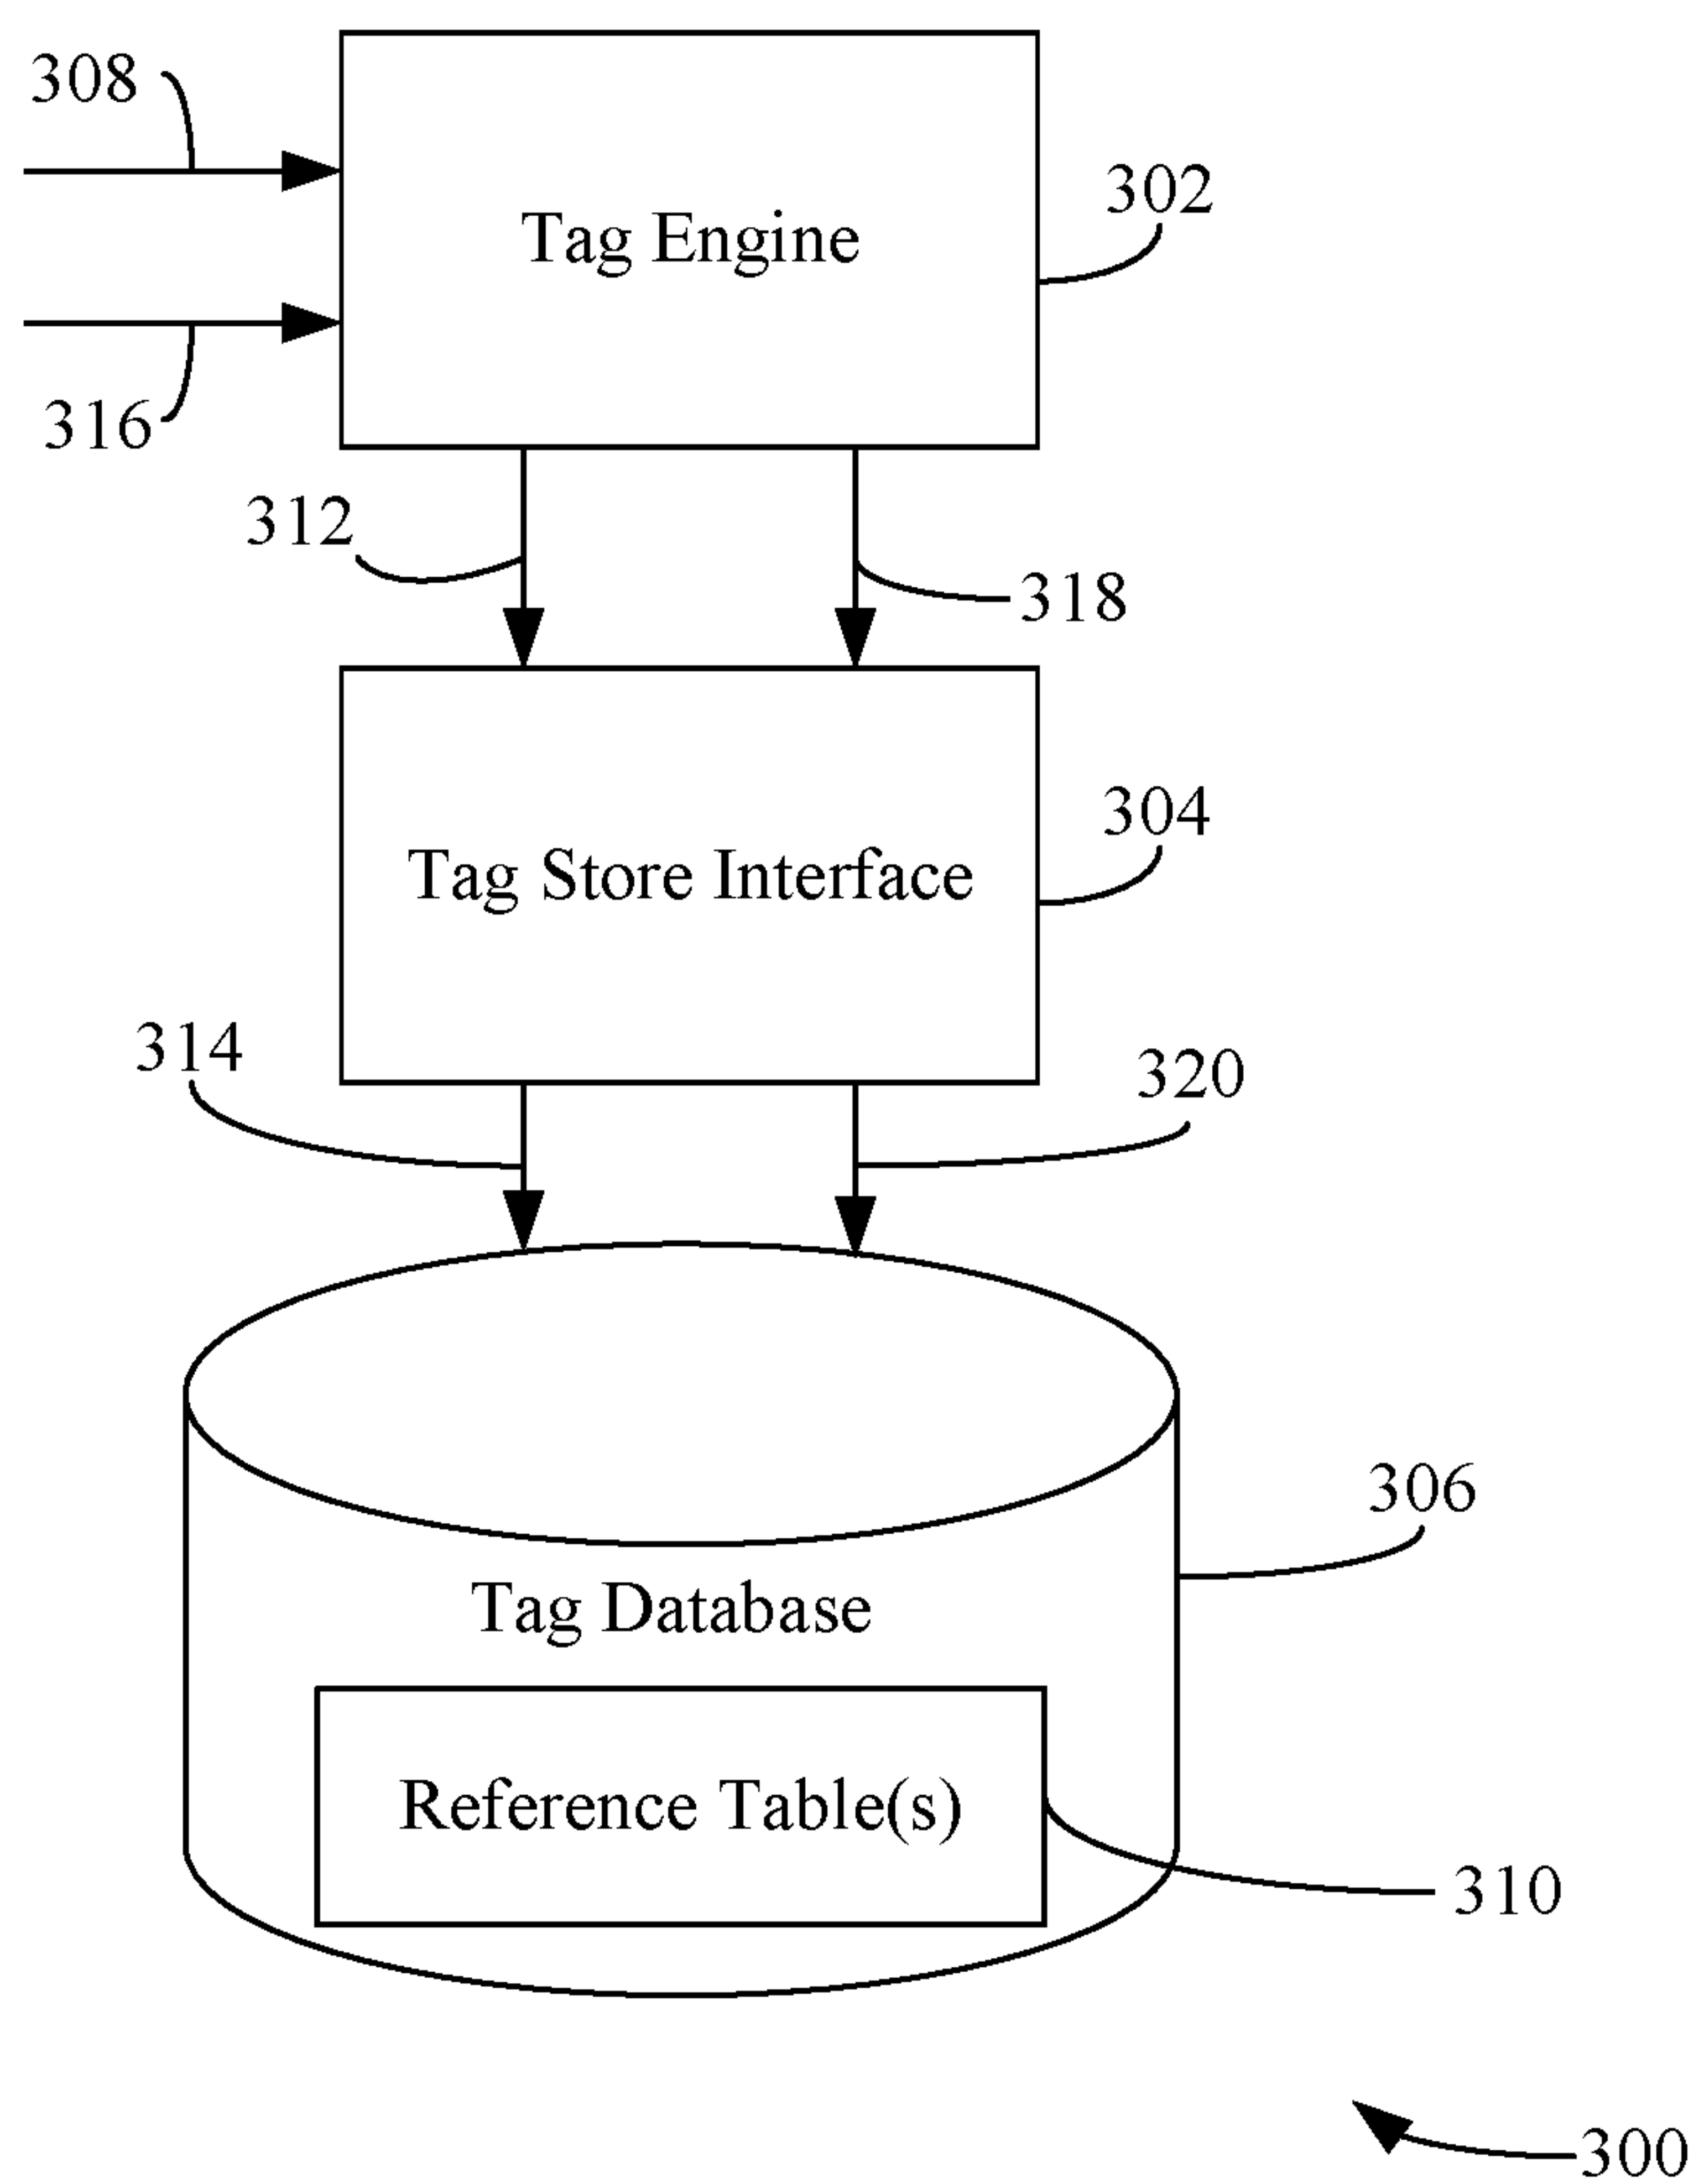 308
302
Tag Engine
316
312
318
304
Tag Store Interface
314
320
306
Tag Database
Reference Table(s)
310
300